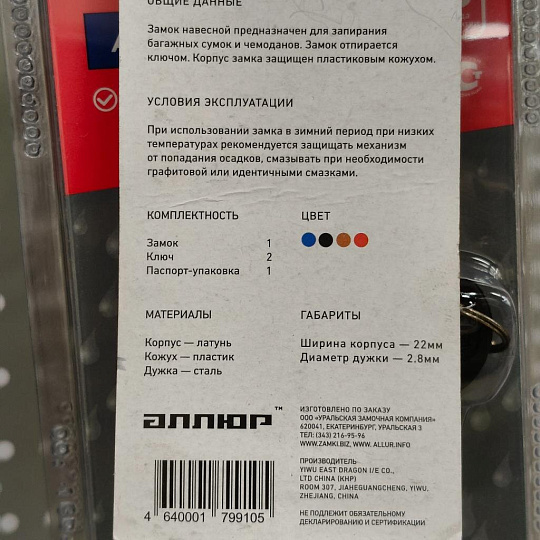 ОБЩИЕ ДАННЫЕ
Замок навесной предназначен для запирания
багажных сумок и чемоданов. Замок отпирается
ключом. Корпус замка защищен пластиковым кожухом.
УСЛОВИЯ ЭКСПЛУАТАЦИИ
При использовании замка в зимний период при низких
температурах рекомендуется защищать механизм
от попадания осадков, смазывать при необходимости
графитовой или идентичными смазками.
КОМПЛЕКТНОСТЬ
Замок 1
Ключ 2
Паспорт-упаковка 1
ЦВЕТ
МАТЕРИАЛЫ
Корпус — латунь
Кожух — пластик
Дужка — сталь
ГАБАРИТЫ
Ширина корпуса — 22мм
Диаметр дужки — 2.8мм
аллюр™
ИЗГОТОВЛЕНО ПО ЗАКАЗУ
ООО «УРАЛЬСКАЯ ЗАМОЧНАЯ КОМПАНИЯ»
620041, ЕКАТЕРИНБУРГ, УРАЛЬСКАЯ 3
ТЕЛ: (343) 216-95-96
WWW.ZAMKI.BIZ, WWW.ALLUR.INFO
ПРОИЗВОДИТЕЛЬ
YIWU EAST DRAGON I/E CO.,
LTD CHINA (КНР)
ROOM 307, JIAHEGUANGCHENG, YIWU.
ZHEJIANG, CHINA
НЕ ПОДЛЕЖИТ ОБЯЗАТЕЛЬНОМУ
ДЕКЛАРИРОВАНИЮ И СЕРТИФИКАЦИИ
4 640001 799105